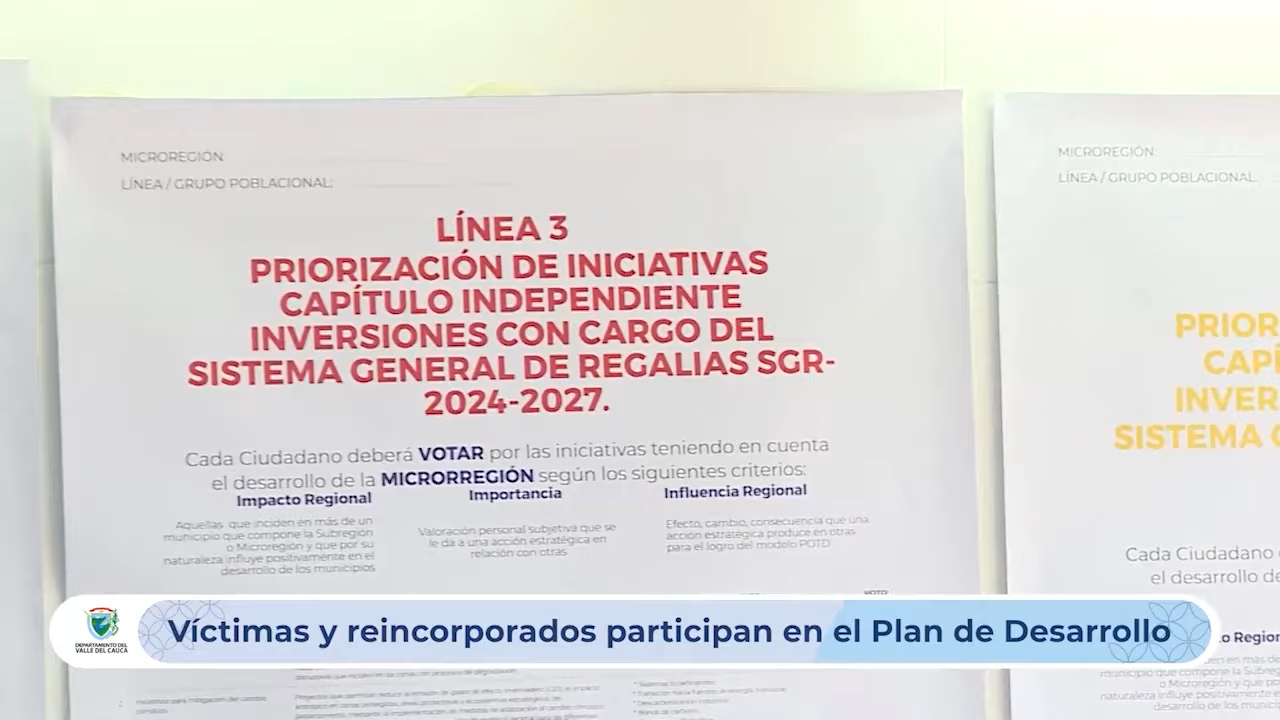 MICROREGIÓN:
LÍNEA / GRUPO POBLACIONAL:
LÍNEA 3
PRIORIZACIÓN DE INICIATIVAS
CAPÍTULO INDEPENDIENTE
INVERSIONES CON CARGO DEL
SISTEMA GENERAL DE REGALIAS SGR-
2024-2027.
Cada Ciudadano deberá VOTAR por las iniciativas teniendo en cuenta
el desarrollo de la MICRORREGIÓN según los siguientes criterios:
Impacto Regional
Aquellas que inciden en más de un
municipio que compone la Subregión
o Microregión y que por su
naturaleza influye positivamente en el
desarrollo de los municipios
Importancia
Valoración personal subjetiva que se
le da a una acción estratégica en
relación con otras
Influencia Regional
Efecto, cambio, consecuencia que una
acción estratégica produce en otras
para el logro del modelo POTD
MICROREGIÓN:
LÍNEA / GRUPO POBLACIONAL:
PRIOR
CAPÍ
INVER
SISTEMA
Cada Ciudadano
el desarrollo de
DEPARTAMENTO DEL
VALLE DEL CAUCA
Víctimas y reincorporados participan en el Plan de Desarrollo